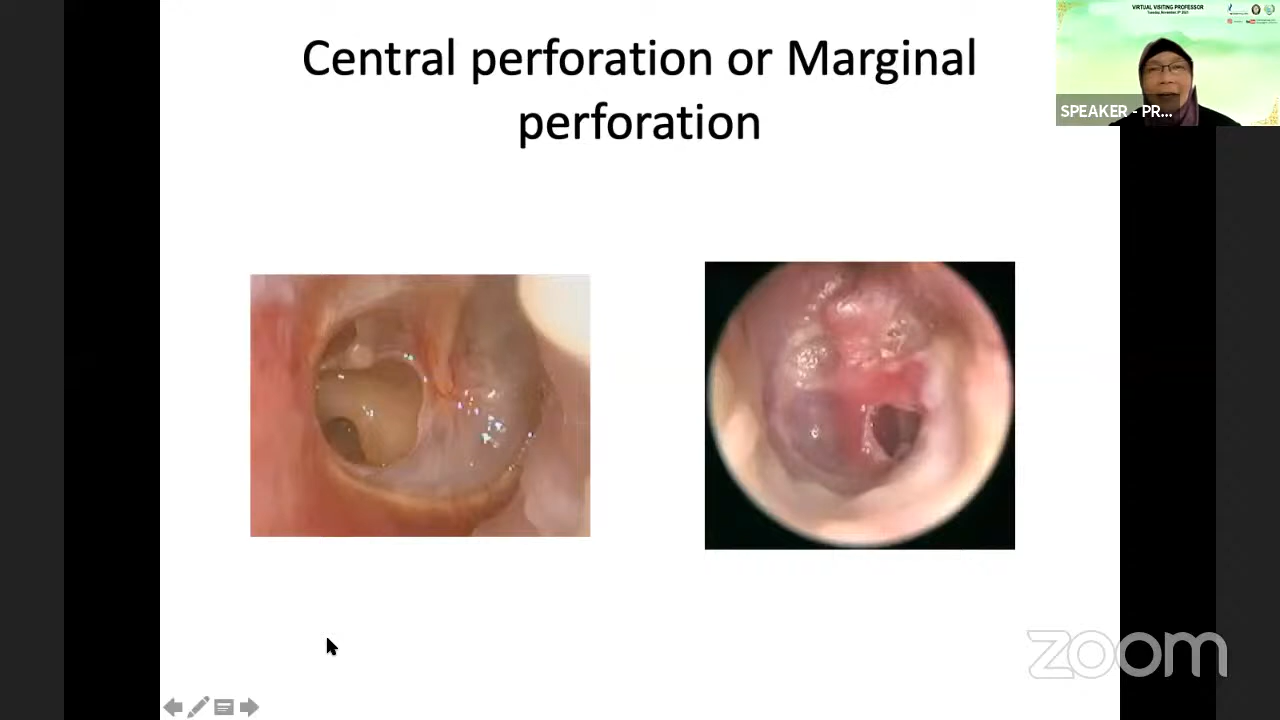 Central perforation or Marginal
perforation
VIRTUAL VISITING PROFESSOR
SPEAKER - PR...
zoom